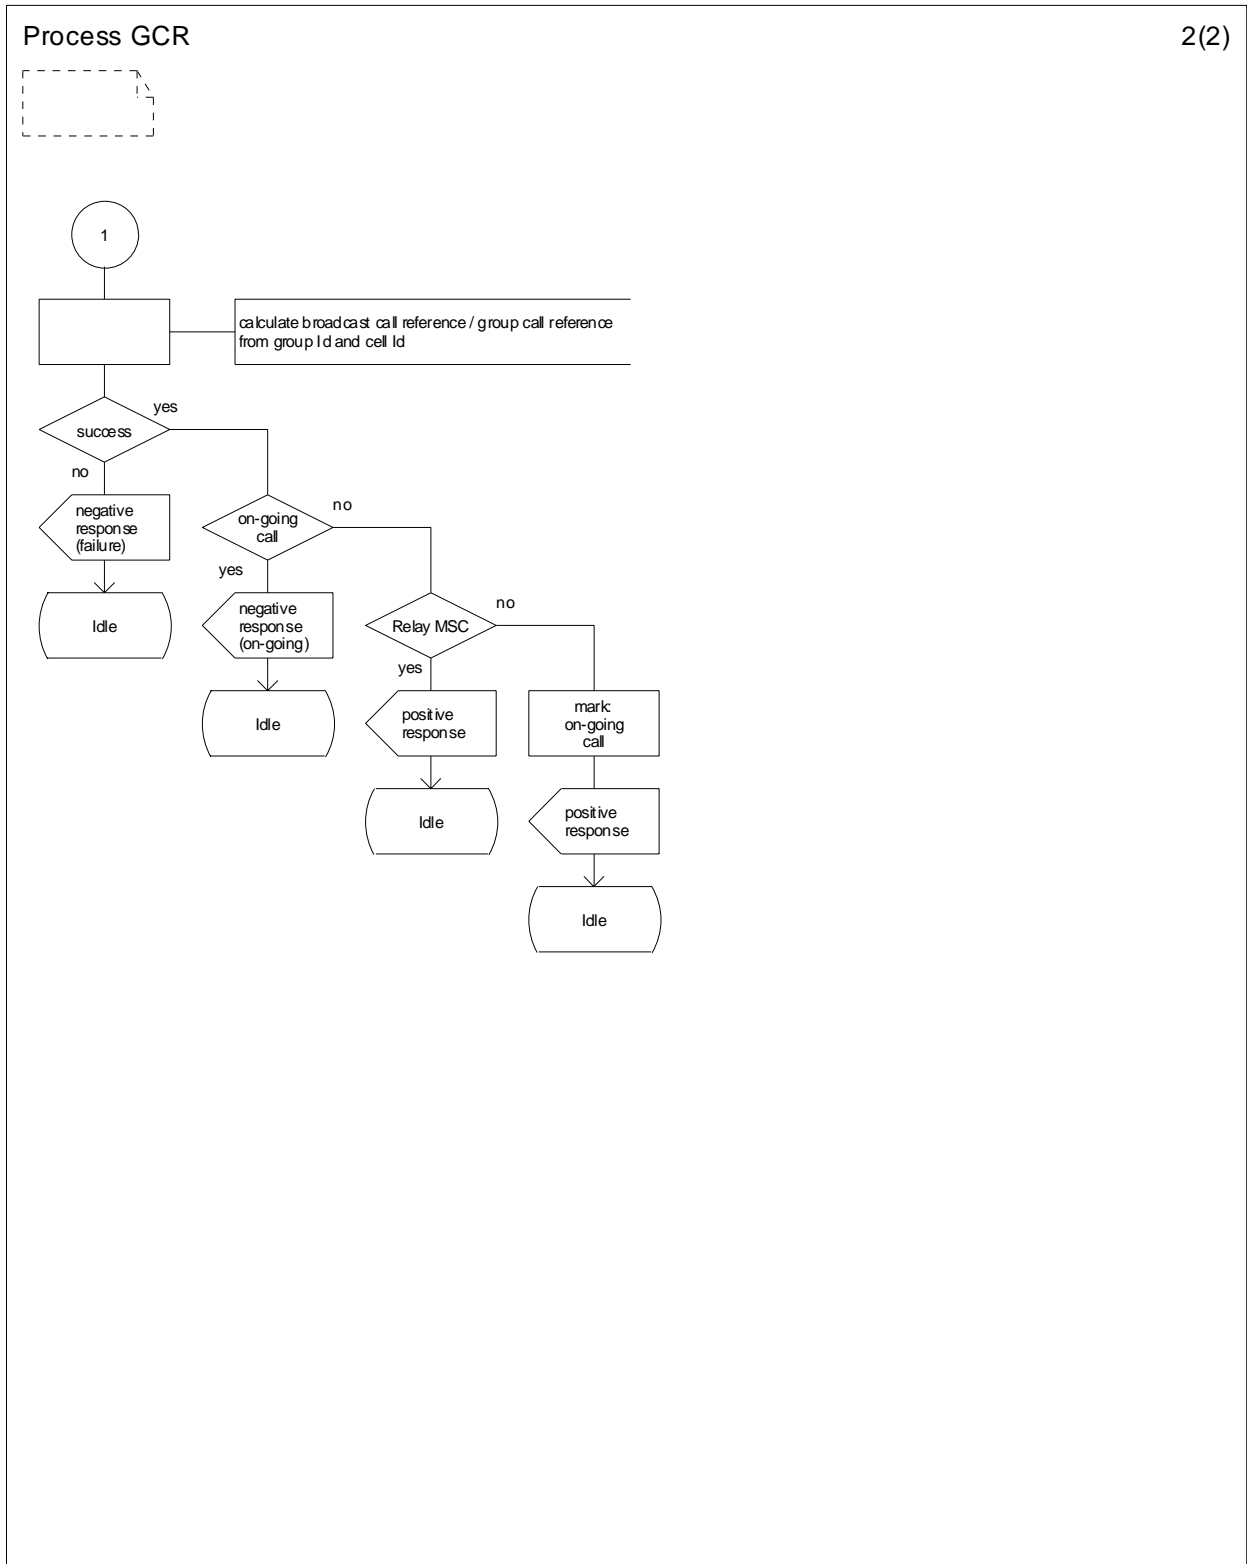 Process GCR
2(2)
1
calculate broadcast call reference / group call reference
from group Id and cell Id
yes
success
no
negative
response
(failure)
on-going
call
no
yes
Idle
negative
response
(on-going)
Relay MSC
no
yes
Idle
positive
response
mark:
on-going
call
Idle
positive
response
Idle